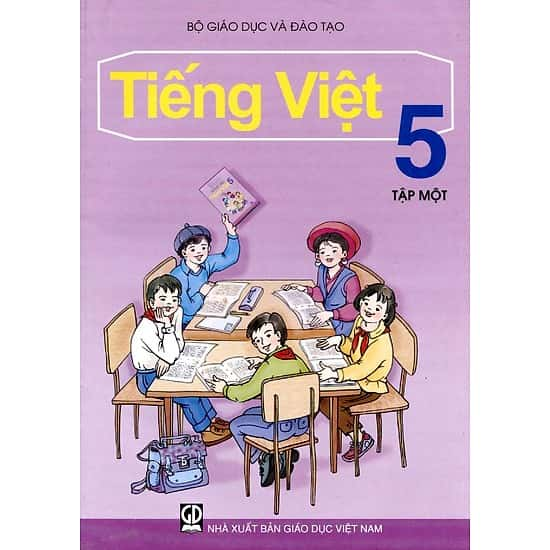 BỘ GIÁO DỤC VÀ ĐÀO TẠO
Tiếng Việt
5
TẬP MỘT
5
GD
NHÀ XUẤT BẢN GIÁO DỤC VIỆT NAM